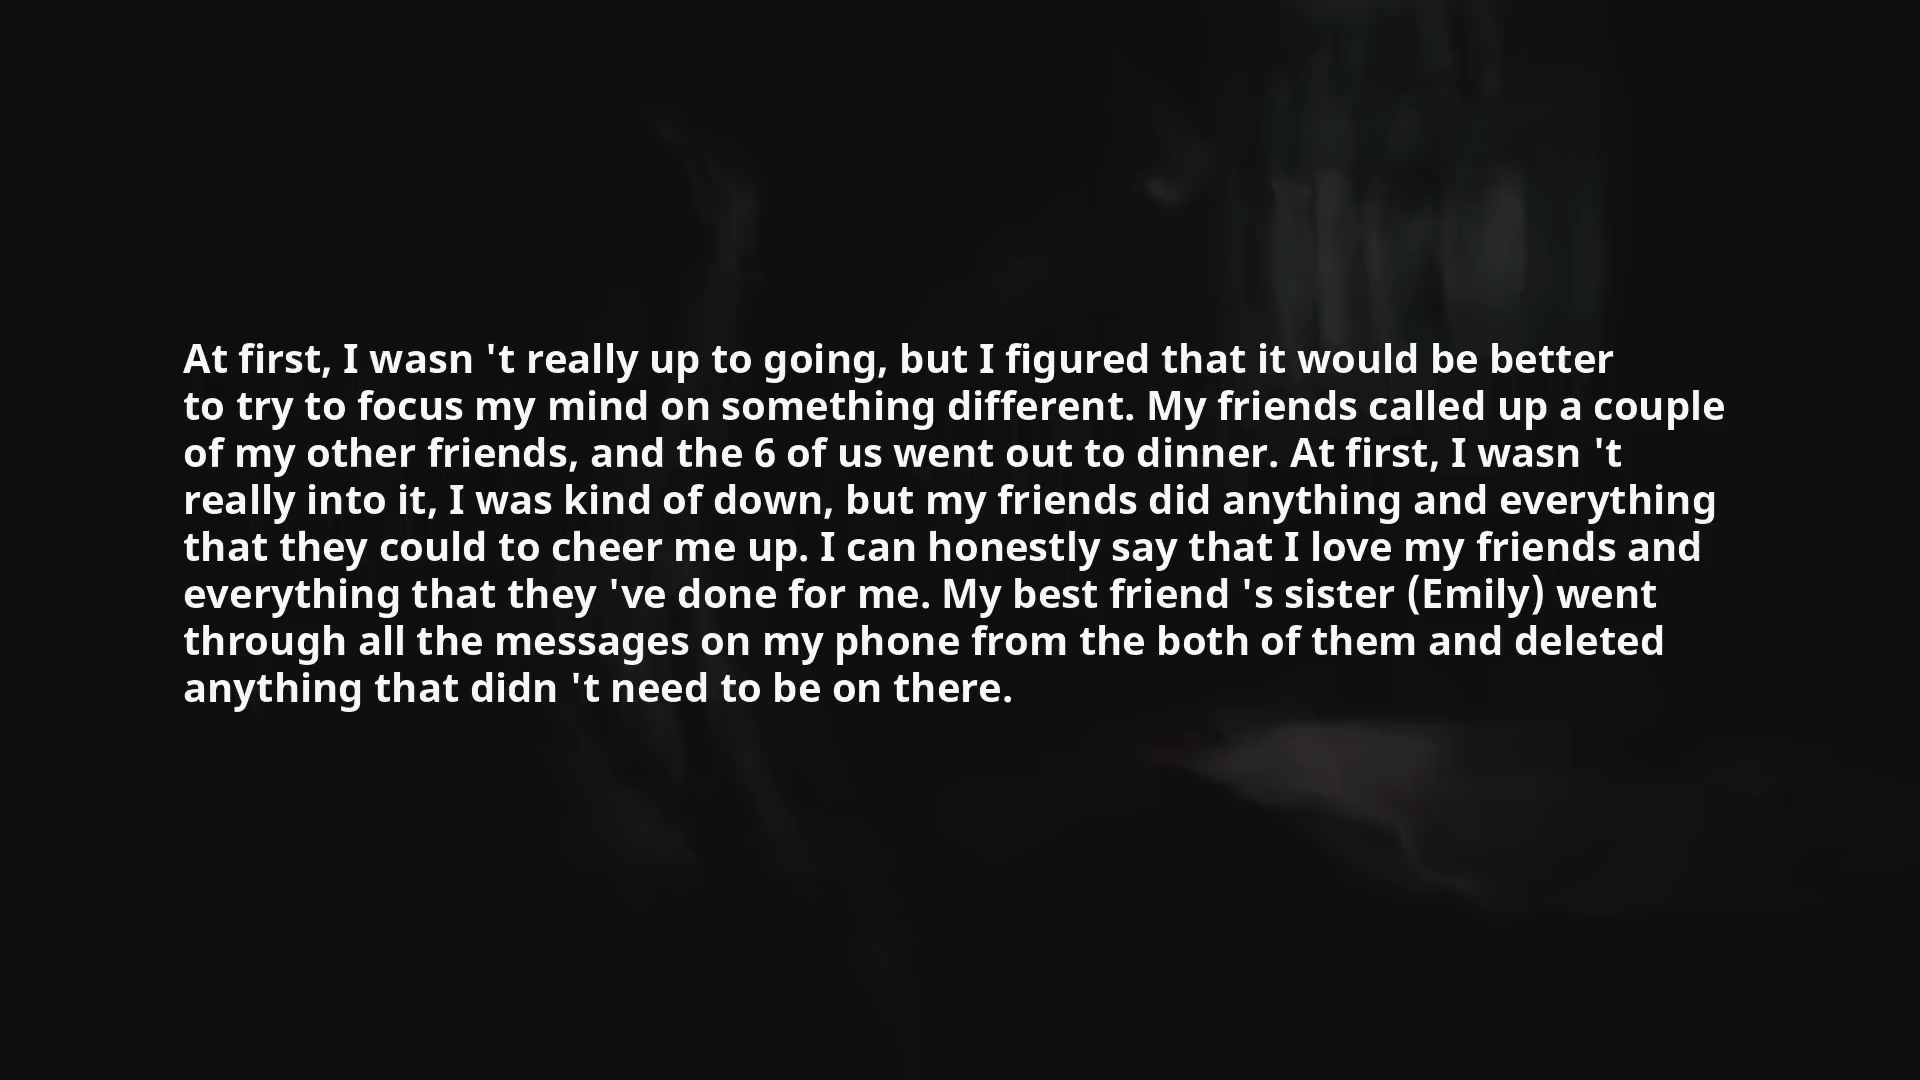 At first, I wasn 't really up to going, but I figured that it would be better
to try to focus my mind on something different. My friends called up a couple
of my other friends, and the 6 of us went out to dinner. At first, I wasn 't
really into it, I was kind of down, but my friends did anything and everything
that they could to cheer me up. I can honestly say that I love my friends and
everything that they 've done for me. My best friend 's sister (Emily) went
through all the messages on my phone from the both of them and deleted
anything that didn 't need to be on there.